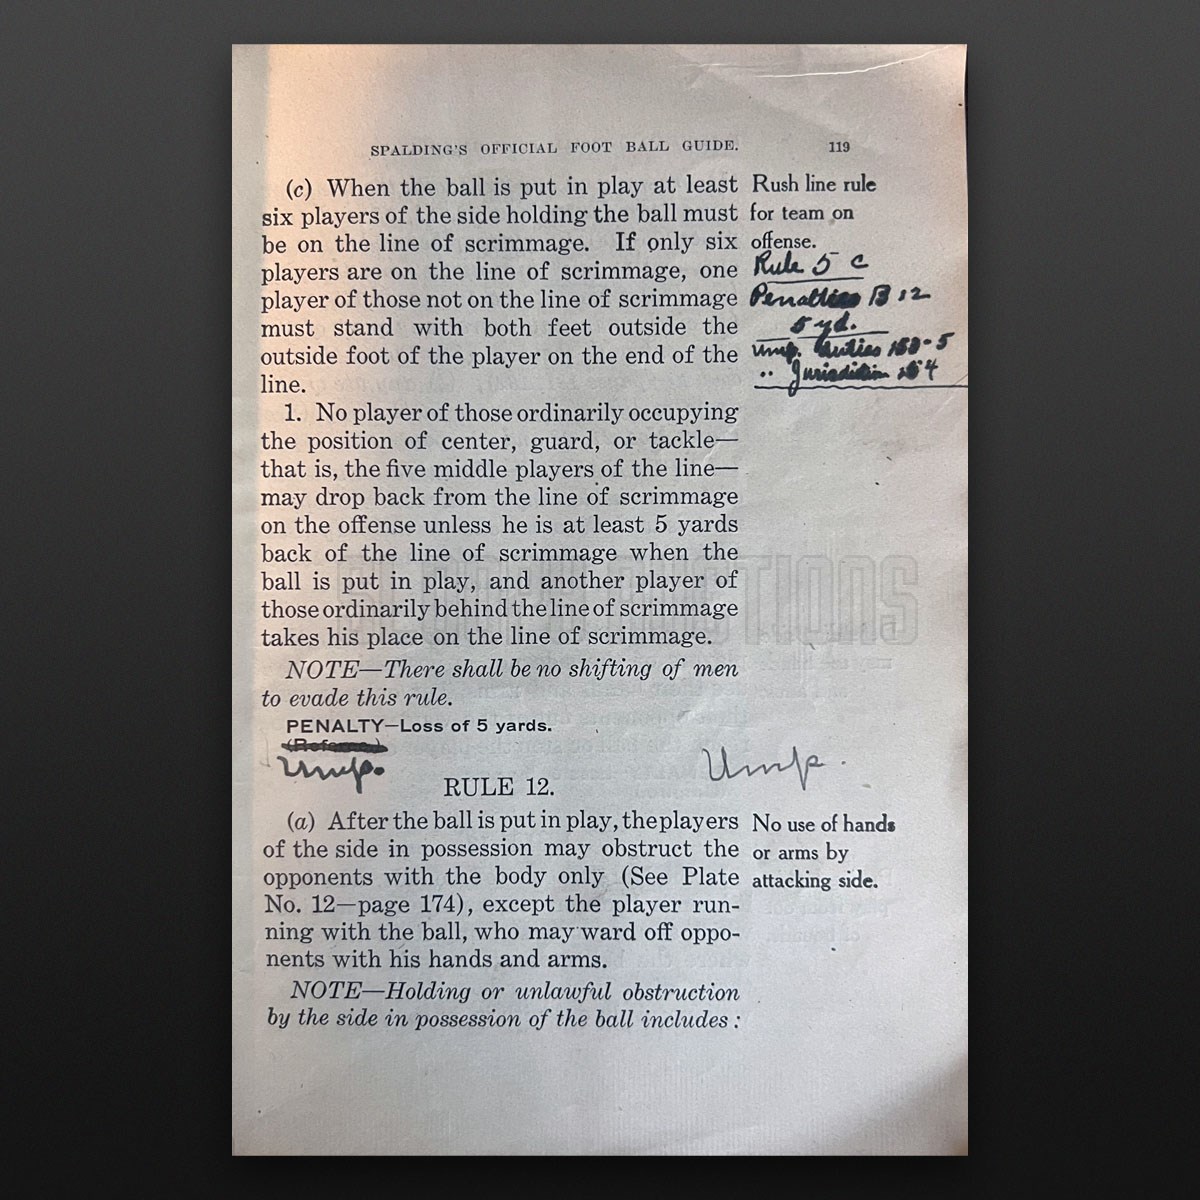 SPALDING'S OFFICIAL FOOT BALL GUIDE. 119
(c) When the ball is put in play at least
six players of the side holding the ball must
be on the line of scrimmage. If only six
players are on the line of scrimmage, one
player of those not on the line of scrimmage
must stand with both feet outside the
outside foot of the player on the end of the
line.
Rush line rule
for team on
offense.
Rule 5 c
Penalties B 12
5 yd.
Ump. Duties 153-5
.. Jurisdiction 154
1. No player of those ordinarily occupying
the position of center, guard, or tackle—
that is, the five middle players of the line—
may drop back from the line of scrimmage
on the offense unless he is at least 5 yards
back of the line of scrimmage when the
ball is put in play, and another player of
those ordinarily behind the line of scrimmage
takes his place on the line of scrimmage.
NOTE—There shall be no shifting of men
to evade this rule.
PENALTY—Loss of 5 yards.
(Referee.)
Ump.
Ump.
RULE 12.
(a) After the ball is put in play, the players
of the side in possession may obstruct the
opponents with the body only (See Plate
No. 12—page 174), except the player run-
ning with the ball, who may ward off oppo-
nents with his hands and arms.
No use of hands
or arms by
attacking side.
NOTE—Holding or unlawful obstruction
by the side in possession of the ball includes: